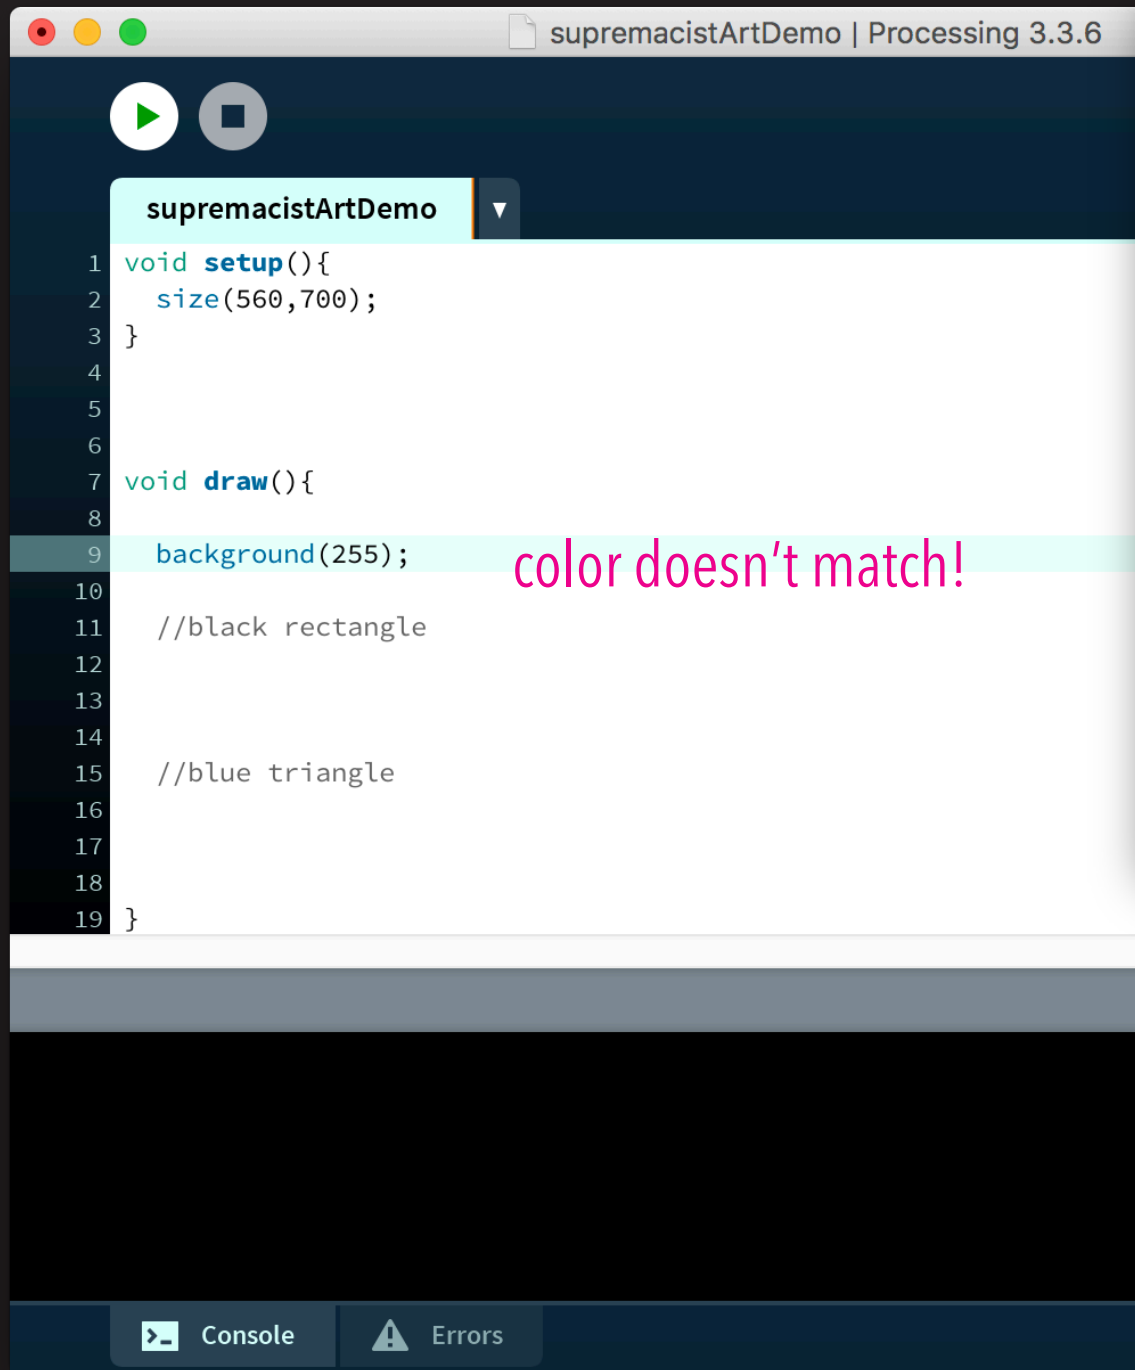 supremacistArtDemo | Processing 3.3.6
supremacistArtDemo ▼
1 void setup(){
2   size(560,700);
3 }
4
5
6
7 void draw(){
8
9   background(255); color doesn't match!
10
11   //black rectangle
12
13
14
15   //blue triangle
16
17
18
19 }
Console Errors